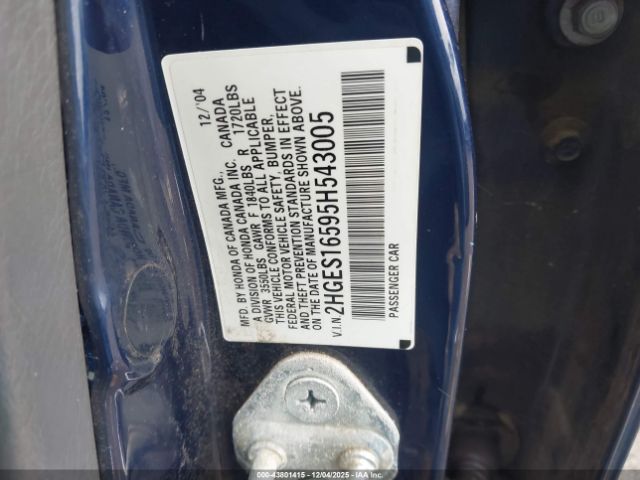 12/'04
MFD. BY HONDA OF CANADA MFG.,
A DIVISION OF HONDA CANADA INC. CANADA
GVWR 3550LBS GAWR F 1840LBS R 1720LBS
THIS VEHICLE CONFORMS TO ALL APPLICABLE
FEDERAL MOTOR VEHICLE SAFETY, BUMPER,
AND THEFT PREVENTION STANDARDS IN EFFECT
ON THE DATE OF MANUFACTURE SHOWN ABOVE.
V.I.N. 2HGES16595H543005
PASSENGER CAR
000-43801415 - 12/04/2025 - © IAA Holdings, LLC